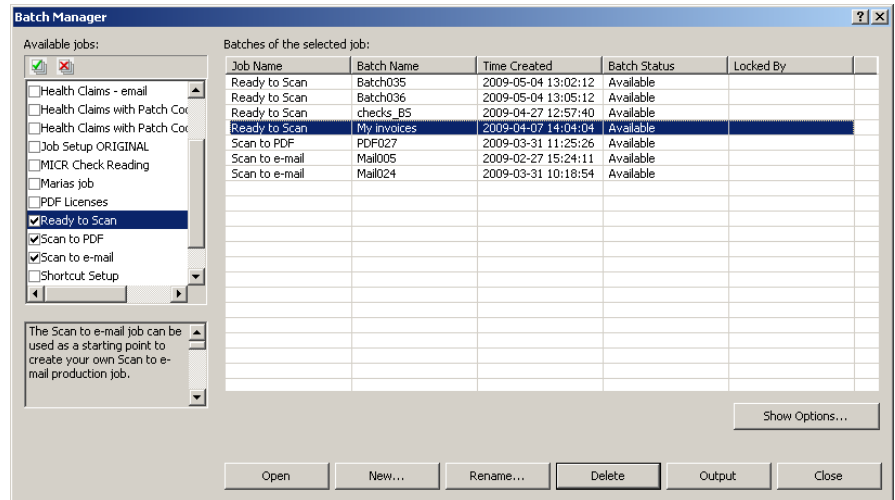 Batch Manager
Available jobs:
Health Claims - email
Health Claims with Patch Co
Health Claims with Patch Co
Job Setup ORIGINAL
MICR Check Reading
Marias job
PDF Licenses
Ready to Scan
Scan to PDF
Scan to e-mail
Shortcut Setup
The Scan to e-mail job can be
used as a starting point to
create your own Scan to e-
mail production job.
Batches of the selected job:
Job Name Batch Name Time Created Batch Status Locked By
Ready to Scan Batch035 2009-05-04 13:02:12 Available
Ready to Scan Batch036 2009-05-04 13:05:12 Available
Ready to Scan checks_BS 2009-04-27 12:57:40 Available
Ready to Scan My invoices 2009-04-07 14:04:04 Available
Scan to PDF PDF027 2009-03-31 11:25:26 Available
Scan to e-mail Mail005 2009-02-27 15:24:11 Available
Scan to e-mail Mail024 2009-03-31 10:18:54 Available
Show Options...
Open New... Rename... Delete Output Close